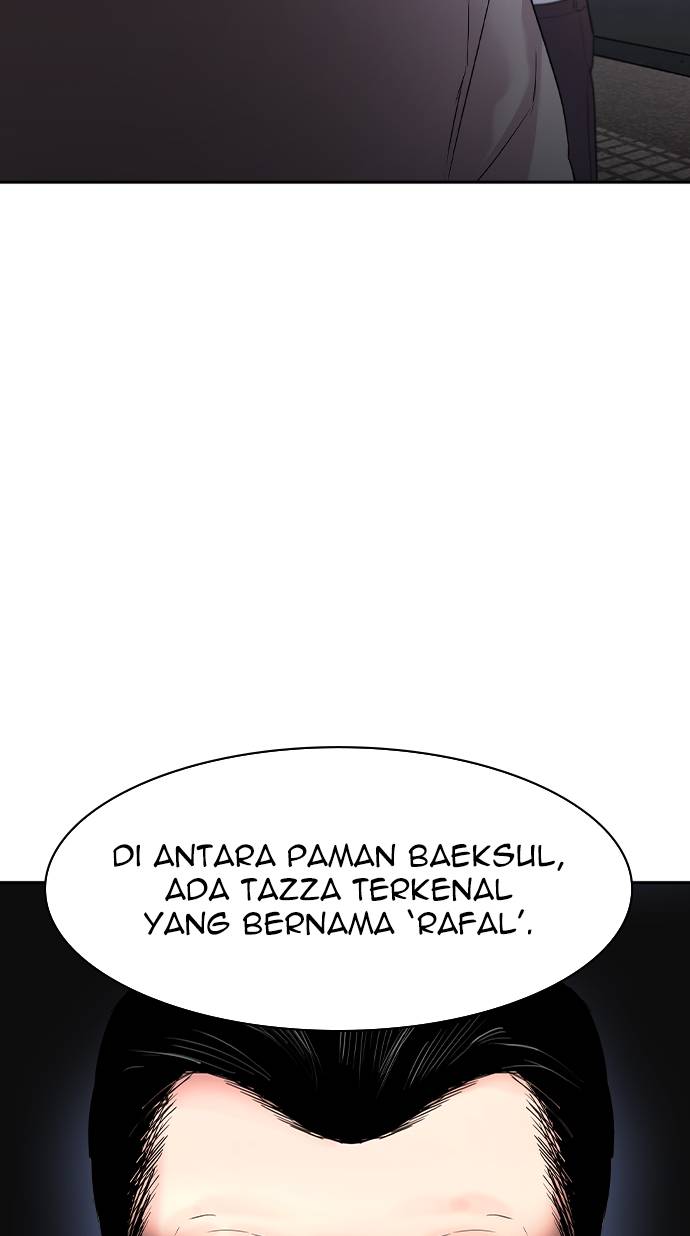 DI ANTARA PAMAN BAEKSUL,
ADA TAZZA TERKENAL
YANG BERNAMA ‘RAFAL’.